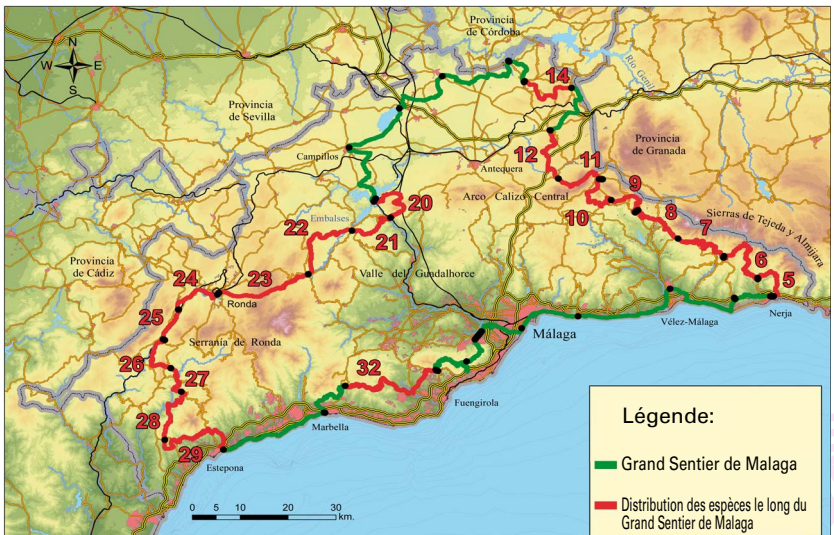 N
W E
S
Provincia
de Córdoba
Río Genil
14
Provincia
de Sevilla
Provincia
de Granada
Campillos
12
11
Antequera
9
Arco Calizo Central
10
20
Sierras de Tejeda y Almijara
8
Embalses
22
21
7
6
Provincia
de Cádiz
24
23
Valle del Guadalhorce
5
Ronda
Nerja
25
Málaga
Vélez-Málaga
Serranía de Ronda
26
32
27
Fuengirola
28
Marbella
29
Estepona
0 5 10 20 30
km.
Légende:
Grand Sentier de Malaga
Distribution des espèces le long du
Grand Sentier de Malaga